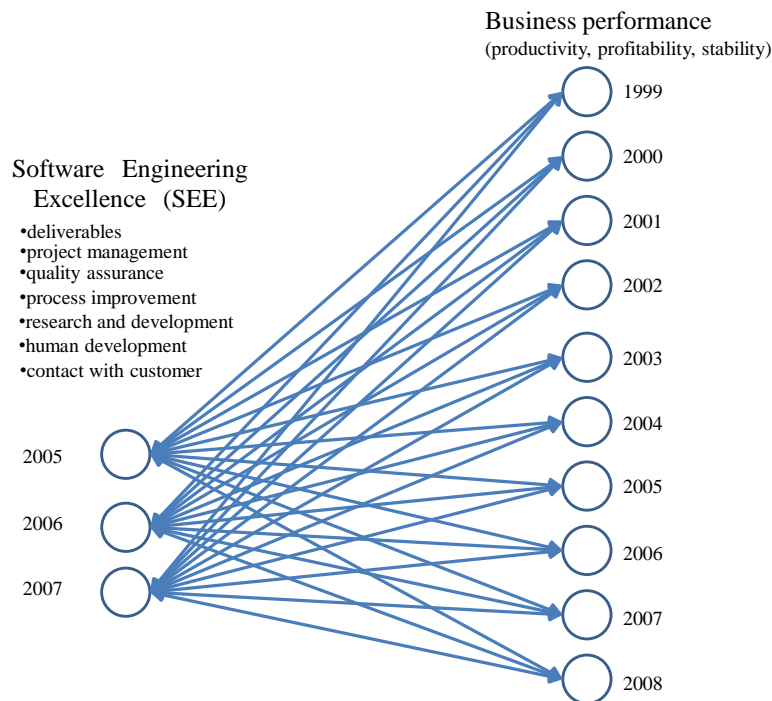 Business performance
(productivity, profitability, stability)
1999
2000
2001
2002
2003
2004
2005
2006
2007
2008
Software Engineering
Excellence (SEE)
•deliverables
•project management
•quality assurance
•process improvement
•research and development
•human development
•contact with customer
2005
2006
2007